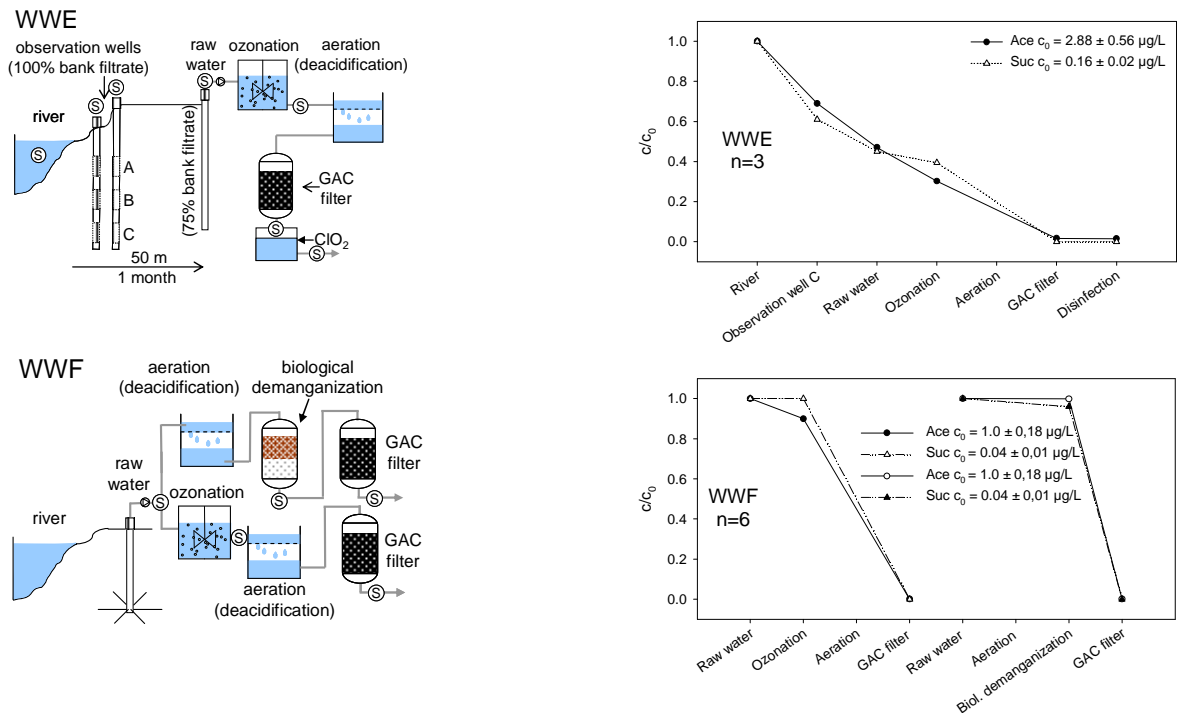 WWE
observation wells
(100% bank filtrate)
raw
water
ozonation
aeration
(deacidification)
river
S
S
S
S
S
A
B
C
(75% bank filtrate)
GAC
filter
S
ClO₂
S
50 m
1 month
c/c₀
1.0
0.8
0.6
0.4
0.2
0.0
Ace c₀ = 2.88 ± 0.56 µg/L
Suc c₀ = 0.16 ± 0.02 µg/L
WWE
n=3
River
Observation well C
Raw water
Ozonation
Aeration
GAC filter
Disinfection
WWF
aeration
(deacidification)
biological
demanganization
GAC
filter
raw
water
S
S
S
ozonation
river
S
GAC
filter
aeration
(deacidification)
S
c/c₀
1.0
0.8
0.6
0.4
0.2
0.0
Ace c₀ = 1.0 ± 0,18 µg/L
Suc c₀ = 0.04 ± 0,01 µg/L
Ace c₀ = 1.0 ± 0,18 µg/L
Suc c₀ = 0.04 ± 0,01 µg/L
WWF
n=6
Raw water
Ozonation
Aeration
GAC filter
Raw water
Aeration
Biol. demanganization
GAC filter